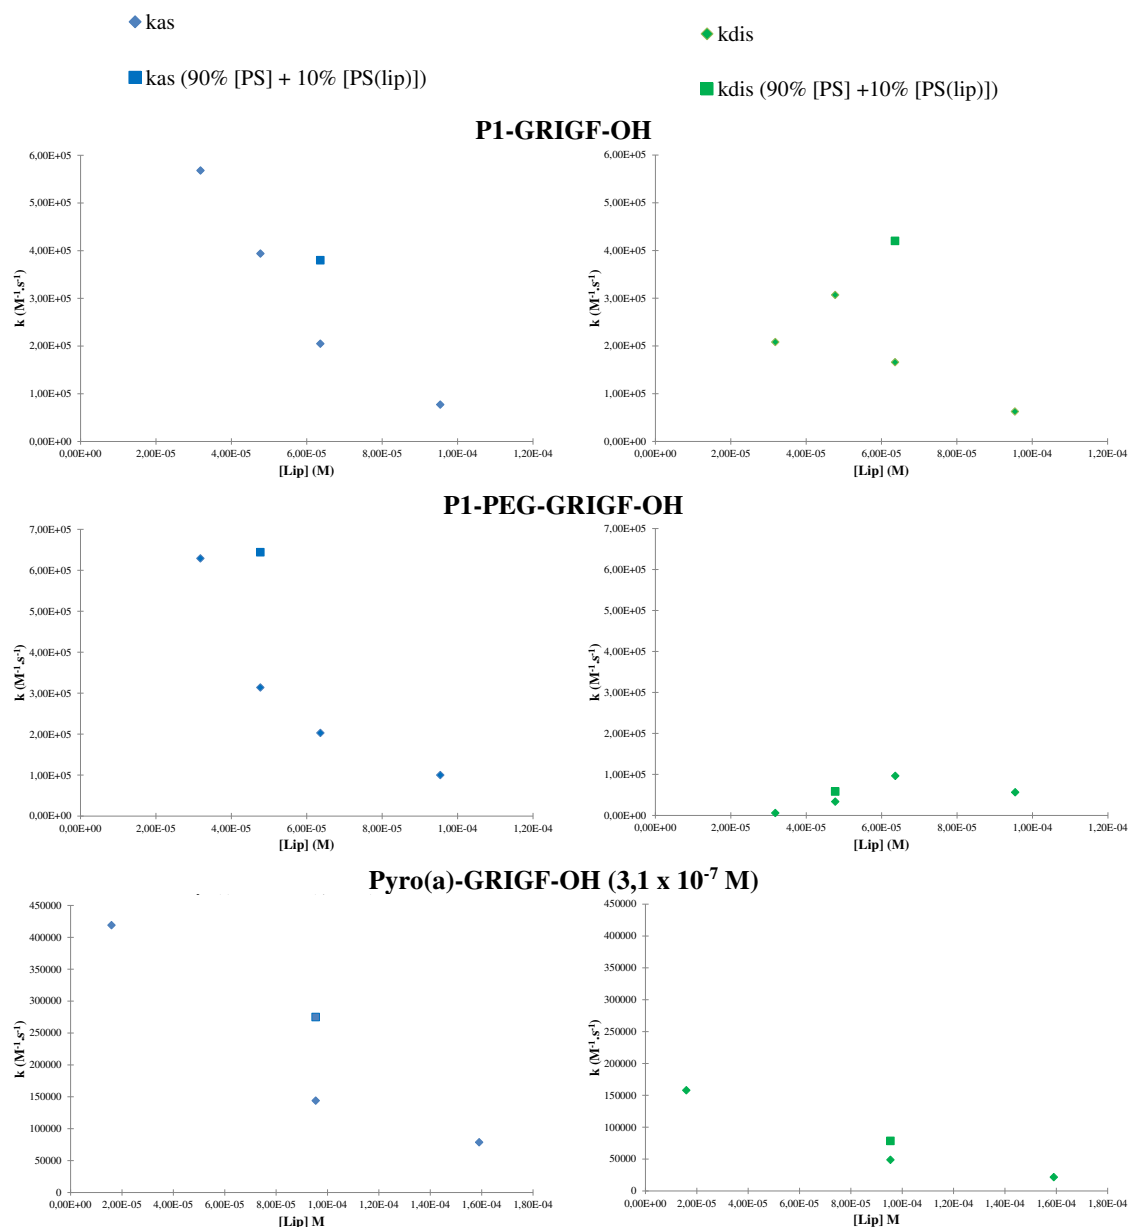 kas
kdis
kas (90% [PS] + 10% [PS(lip)])
kdis (90% [PS] +10% [PS(lip)])
P1-GRIGF-OH
6,00E+05
5,00E+05
4,00E+05
3,00E+05
2,00E+05
1,00E+05
0,00E+00
k (M⁻¹.s⁻¹)
0,00E+00 2,00E-05 4,00E-05 6,00E-05 8,00E-05 1,00E-04 1,20E-04
[Lip] (M)
6,00E+05
5,00E+05
4,00E+05
3,00E+05
2,00E+05
1,00E+05
0,00E+00
k (M⁻¹.s⁻¹)
0,00E+00 2,00E-05 4,00E-05 6,00E-05 8,00E-05 1,00E-04 1,20E-04
[Lip] (M)
P1-PEG-GRIGF-OH
7,00E+05
6,00E+05
5,00E+05
4,00E+05
3,00E+05
2,00E+05
1,00E+05
0,00E+00
k (M⁻¹.s⁻¹)
0,00E+00 2,00E-05 4,00E-05 6,00E-05 8,00E-05 1,00E-04 1,20E-04
[Lip] (M)
7,00E+05
6,00E+05
5,00E+05
4,00E+05
3,00E+05
2,00E+05
1,00E+05
0,00E+00
k (M⁻¹.s⁻¹)
0,00E+00 2,00E-05 4,00E-05 6,00E-05 8,00E-05 1,00E-04 1,20E-04
[Lip] (M)
Pyro(a)-GRIGF-OH (3,1 x 10⁻⁷ M)
450000
400000
350000
300000
250000
200000
150000
100000
50000
0
k (M⁻¹.s⁻¹)
0,00E+00 2,00E-05 4,00E-05 6,00E-05 8,00E-05 1,00E-04 1,20E-04 1,40E-04 1,60E-04 1,80E-04
[Lip] M
450000
400000
350000
300000
250000
200000
150000
100000
50000
0
k (M⁻¹.s⁻¹)
0,00E+00 2,00E-05 4,00E-05 6,00E-05 8,00E-05 1,00E-04 1,20E-04 1,40E-04 1,60E-04 1,80E-04
[Lip] M